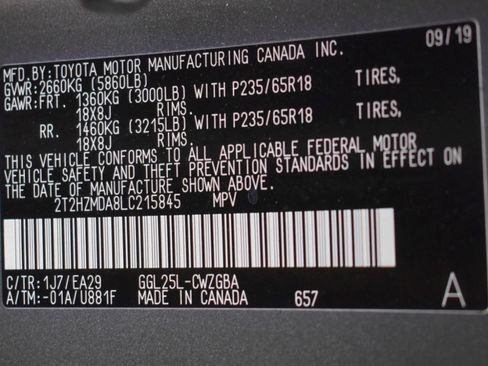 MFD.BY:TOYOTA MOTOR MANUFACTURING CANADA INC. 09/19
GVWR:2660KG (5860LB)
GAWR:FRT. 1360KG (3000LB) WITH P235/65R18 TIRES,
18X8J RIMS.
RR. 1460KG (3215LB) WITH P235/65R18 TIRES,
18X8J RIMS.
THIS VEHICLE CONFORMS TO ALL APPLICABLE FEDERAL MOTOR
VEHICLE SAFETY AND THEFT PREVENTION STANDARDS IN EFFECT ON
THE DATE OF MANUFACTURE SHOWN ABOVE.
2T2HZMDA8LC215845 MPV
C/TR:1J7/EA29 GGL25L-CWZGBA
A/TM:-01A/U881F MADE IN CANADA 657 A